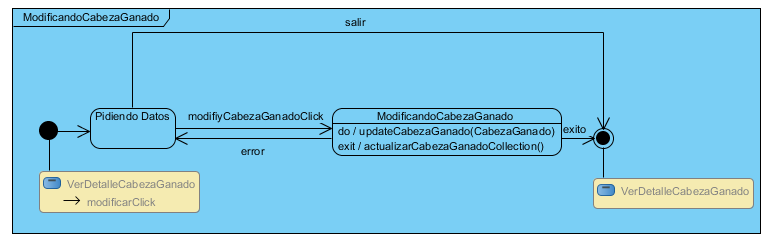 ModificandoCabezaGanado
salir
Pidiendo Datos
modifiyCabezaGanadoClick
error
ModificandoCabezaGanado
do / updateCabezaGanado(CabezaGanado)
exit / actualizarCabezaGanadoCollection()
exito
VerDetalleCabezaGanado
modificarClick
VerDetalleCabezaGanado